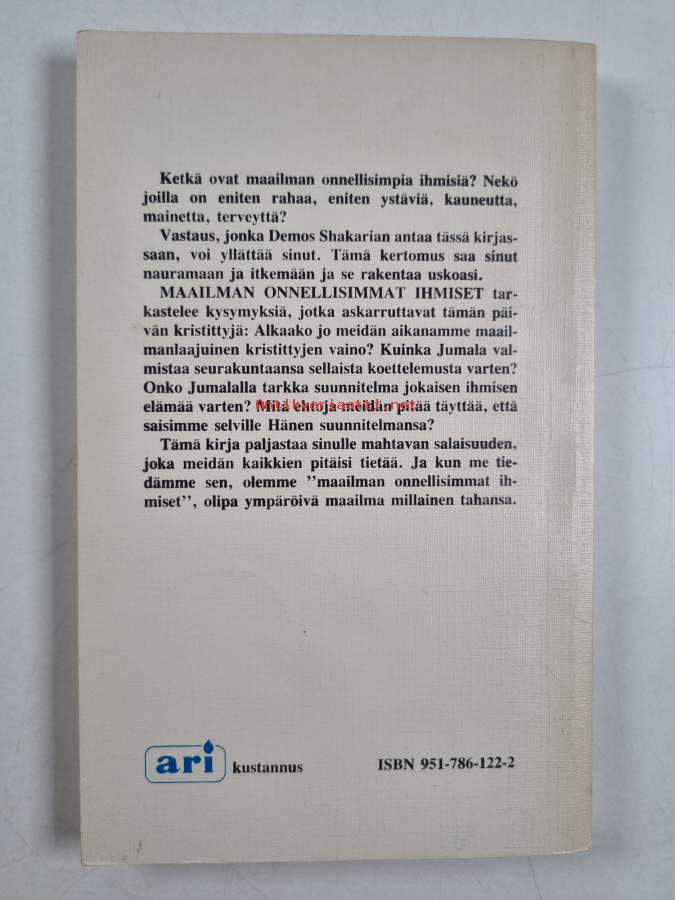 Ketkä ovat maailman onnellisimpia ihmisiä? Nekö
joilla on eniten rahaa, eniten ystäviä, kauneutta,
mainetta, terveyttä?
Vastaus, jonka Demos Shakarian antaa tässä kirjas-
saan, voi yllättää sinut. Tämä kertomus saa sinut
nauramaan ja itkemään ja se rakentaa uskoasi.
MAAILMAN ONNELLISIMMAT IHMISET tar-
kastelee kysymyksiä, jotka askarruttavat tämän päi-
vän kristittyjä: Alkaako jo meidän aikanamme maail-
manlaajuinen kristittyjen vaino? Kuinka Jumala val-
mistaa seurakuntaansa sellaista koettelemusta varten?
Onko Jumalalla tarkka suunnitelma jokaisen ihmisen
elämää varten? Mitä ehtoja meidän pitää täyttää, että
saisimme selville Hänen suunnitelmansa?
Tämä kirja paljastaa sinulle mahtavan salaisuuden,
joka meidän kaikkien pitäisi tietää. Ja kun me tie-
dämme sen, olemme ''maailman onnellisimmat ih-
miset'', olipa ympäröivä maailma millainen tahansa.
ari kustannus
ISBN 951-786-122-2